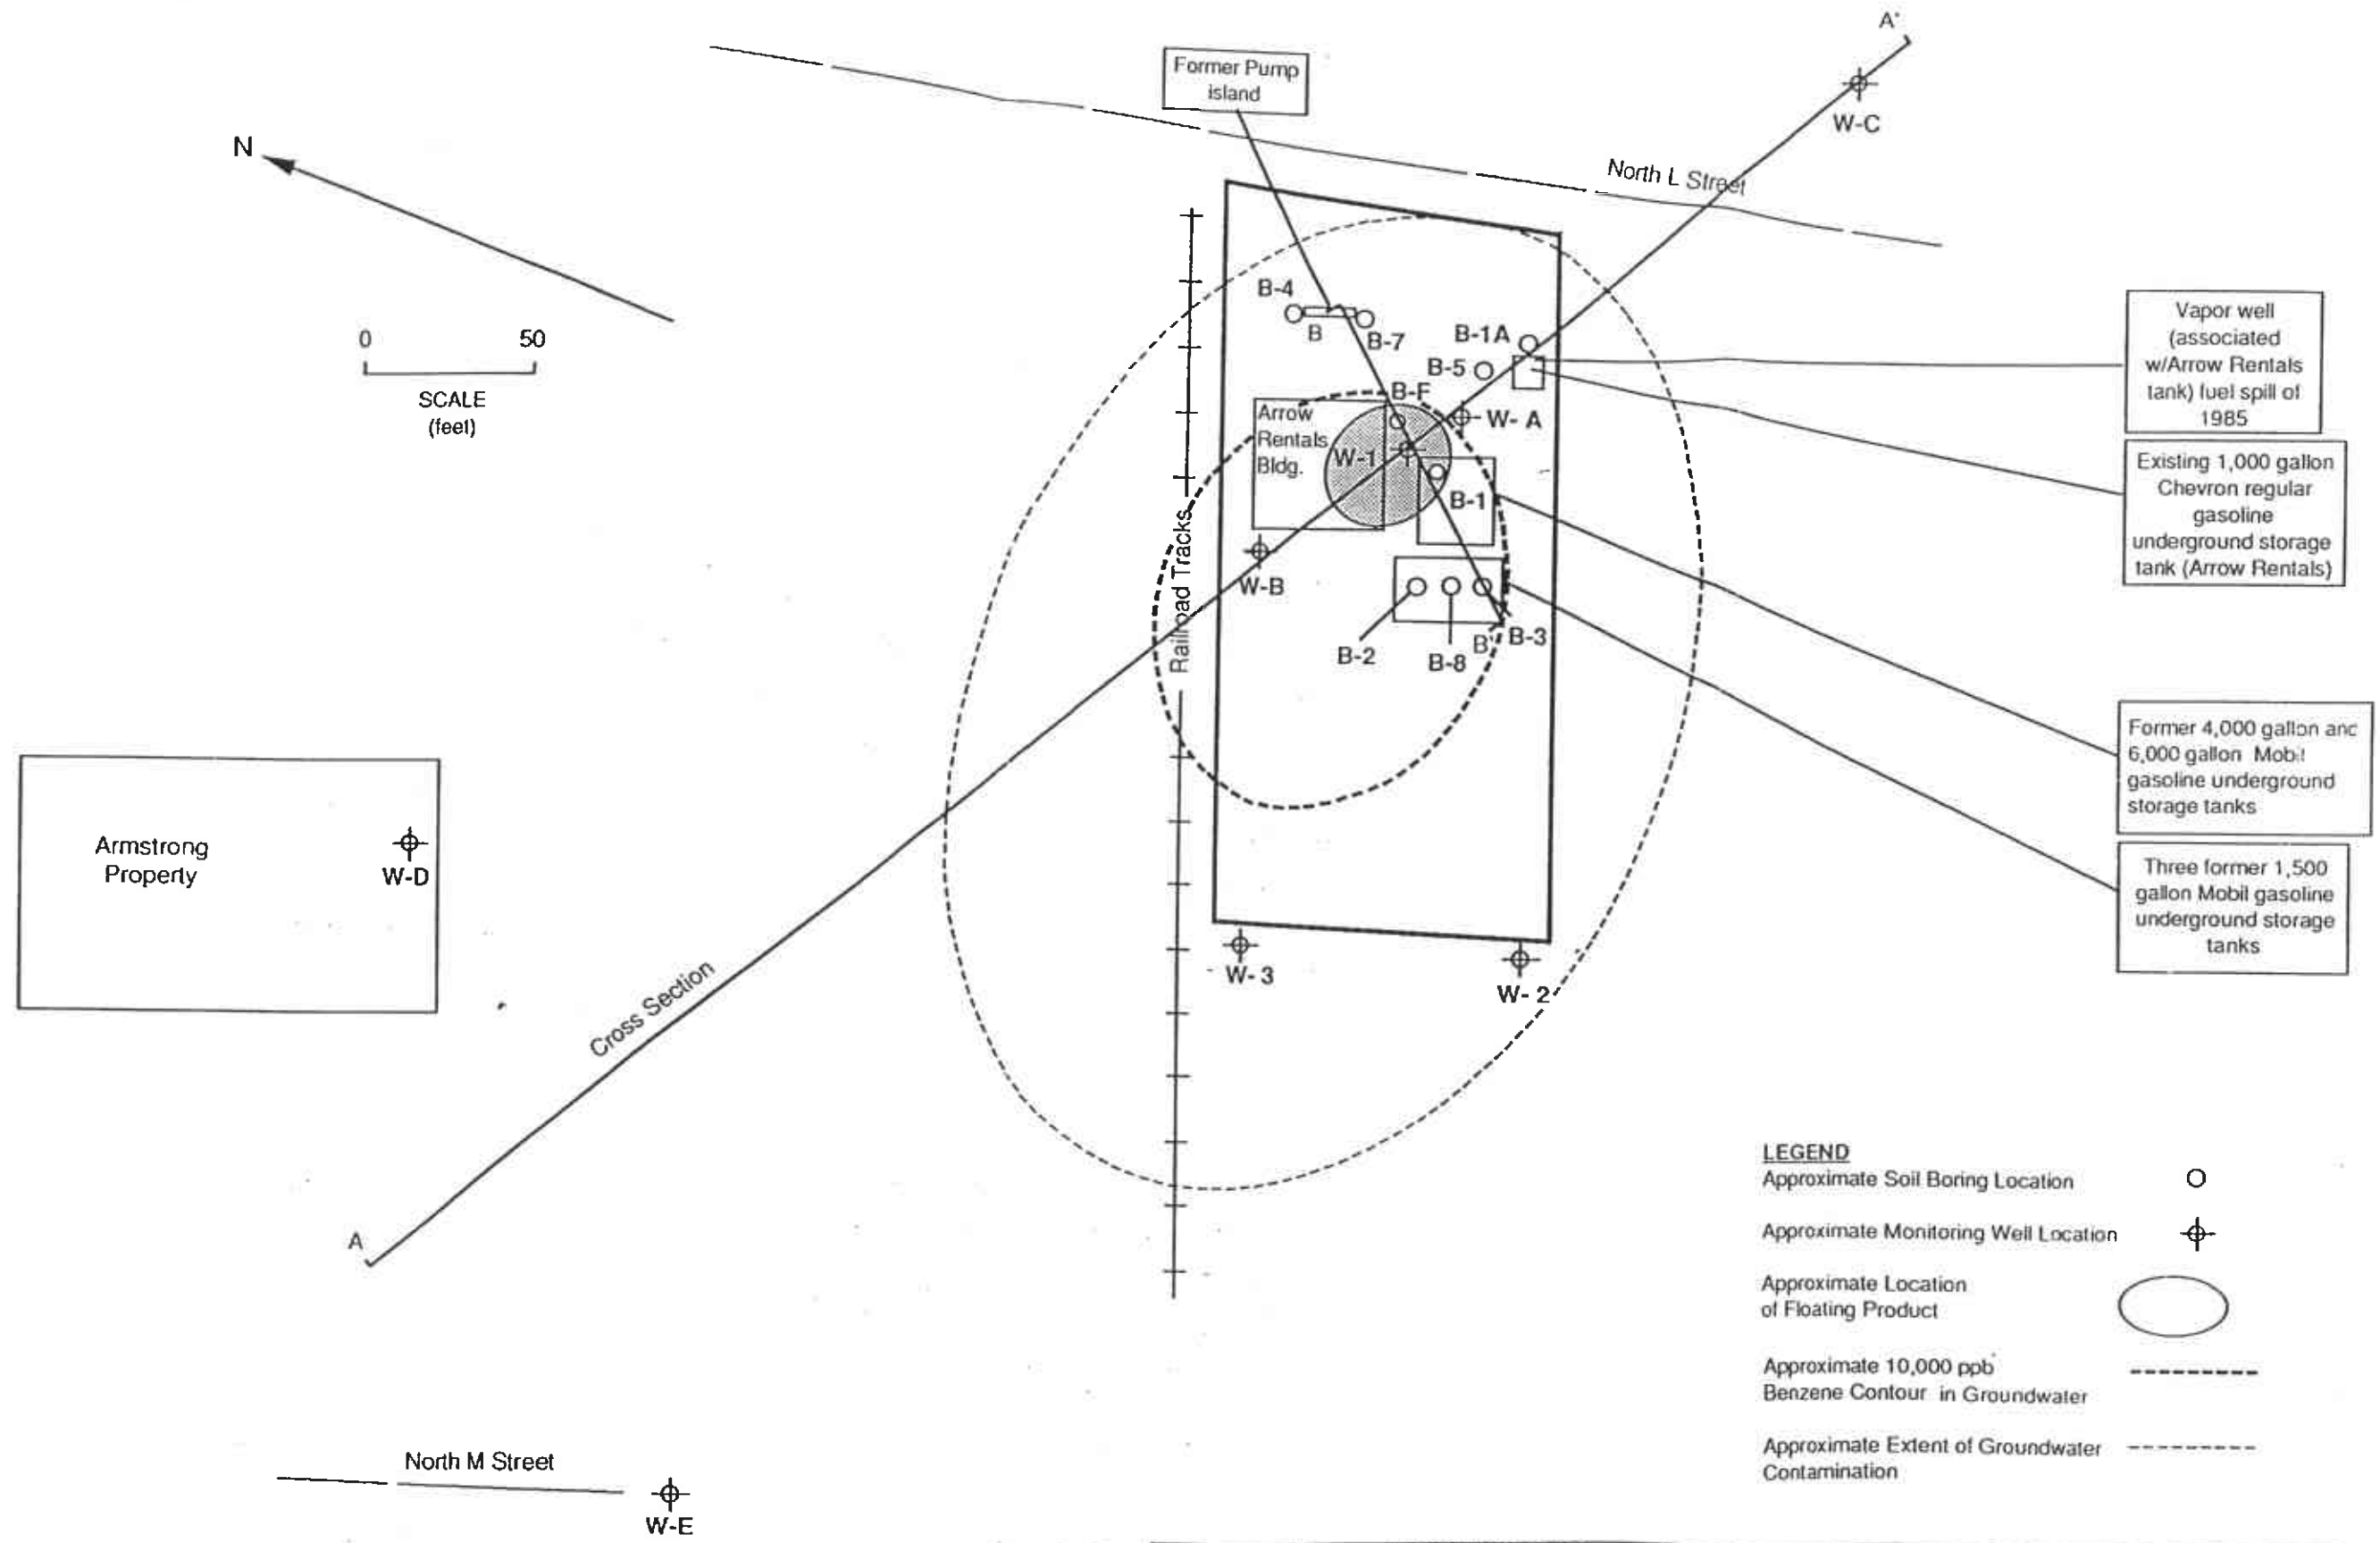 A'
Former Pump
island
W-C
N
North L Street
0 50
SCALE
(feet)
B-4
B
B-7
B-1A
B-5
B-F
W- A
Arrow
Rentals
Bldg.
W-1
B-1
W-B
Railroad Tracks
B-2
B-8
B'
B-3
Vapor well
(associated
w/Arrow Rentals
tank) fuel spill of
1985
Existing 1,000 gallon
Chevron regular
gasoline
underground storage
tank (Arrow Rentals)
Former 4,000 gallon and
6,000 gallon Mobil
gasoline underground
storage tanks
Three former 1,500
gallon Mobil gasoline
underground storage
tanks
Armstrong
Property
W-D
W- 3
W- 2
Cross Section
A
North M Street
W-E
LEGEND
Approximate Soil Boring Location
Approximate Monitoring Well Location
Approximate Location
of Floating Product
Approximate 10,000 ppb
Benzene Contour in Groundwater
Approximate Extent of Groundwater
Contamination